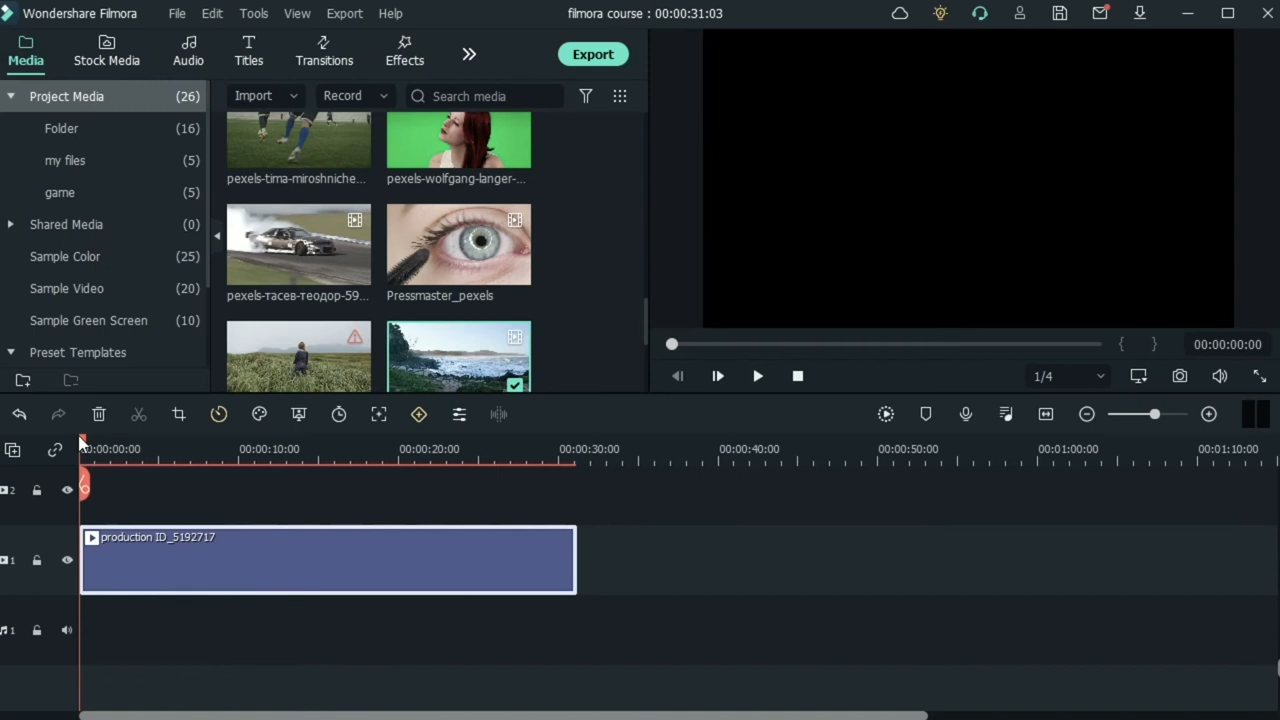 Wondershare Filmora File Edit Tools View Export Help filmora course : 00:00:31:03
Media Stock Media Audio Titles Transitions Effects Export
Project Media (26)
Folder (16)
my files (5)
game (5)
Shared Media (0)
Sample Color (25)
Sample Video (20)
Sample Green Screen (10)
Preset Templates
Import Record Search media
pexels-tima-miroshniche... pexels-wolfgang-langer-...
pexels-тасев-теодор-59... Pressmaster_pexels
{ } 00:00:00:00
1/4
00:00:00 00:00:10:00 00:00:20:00 00:00:30:00 00:00:40:00 00:00:50:00 00:01:00:00 00:01:10:00
2
1 production ID_5192717
1